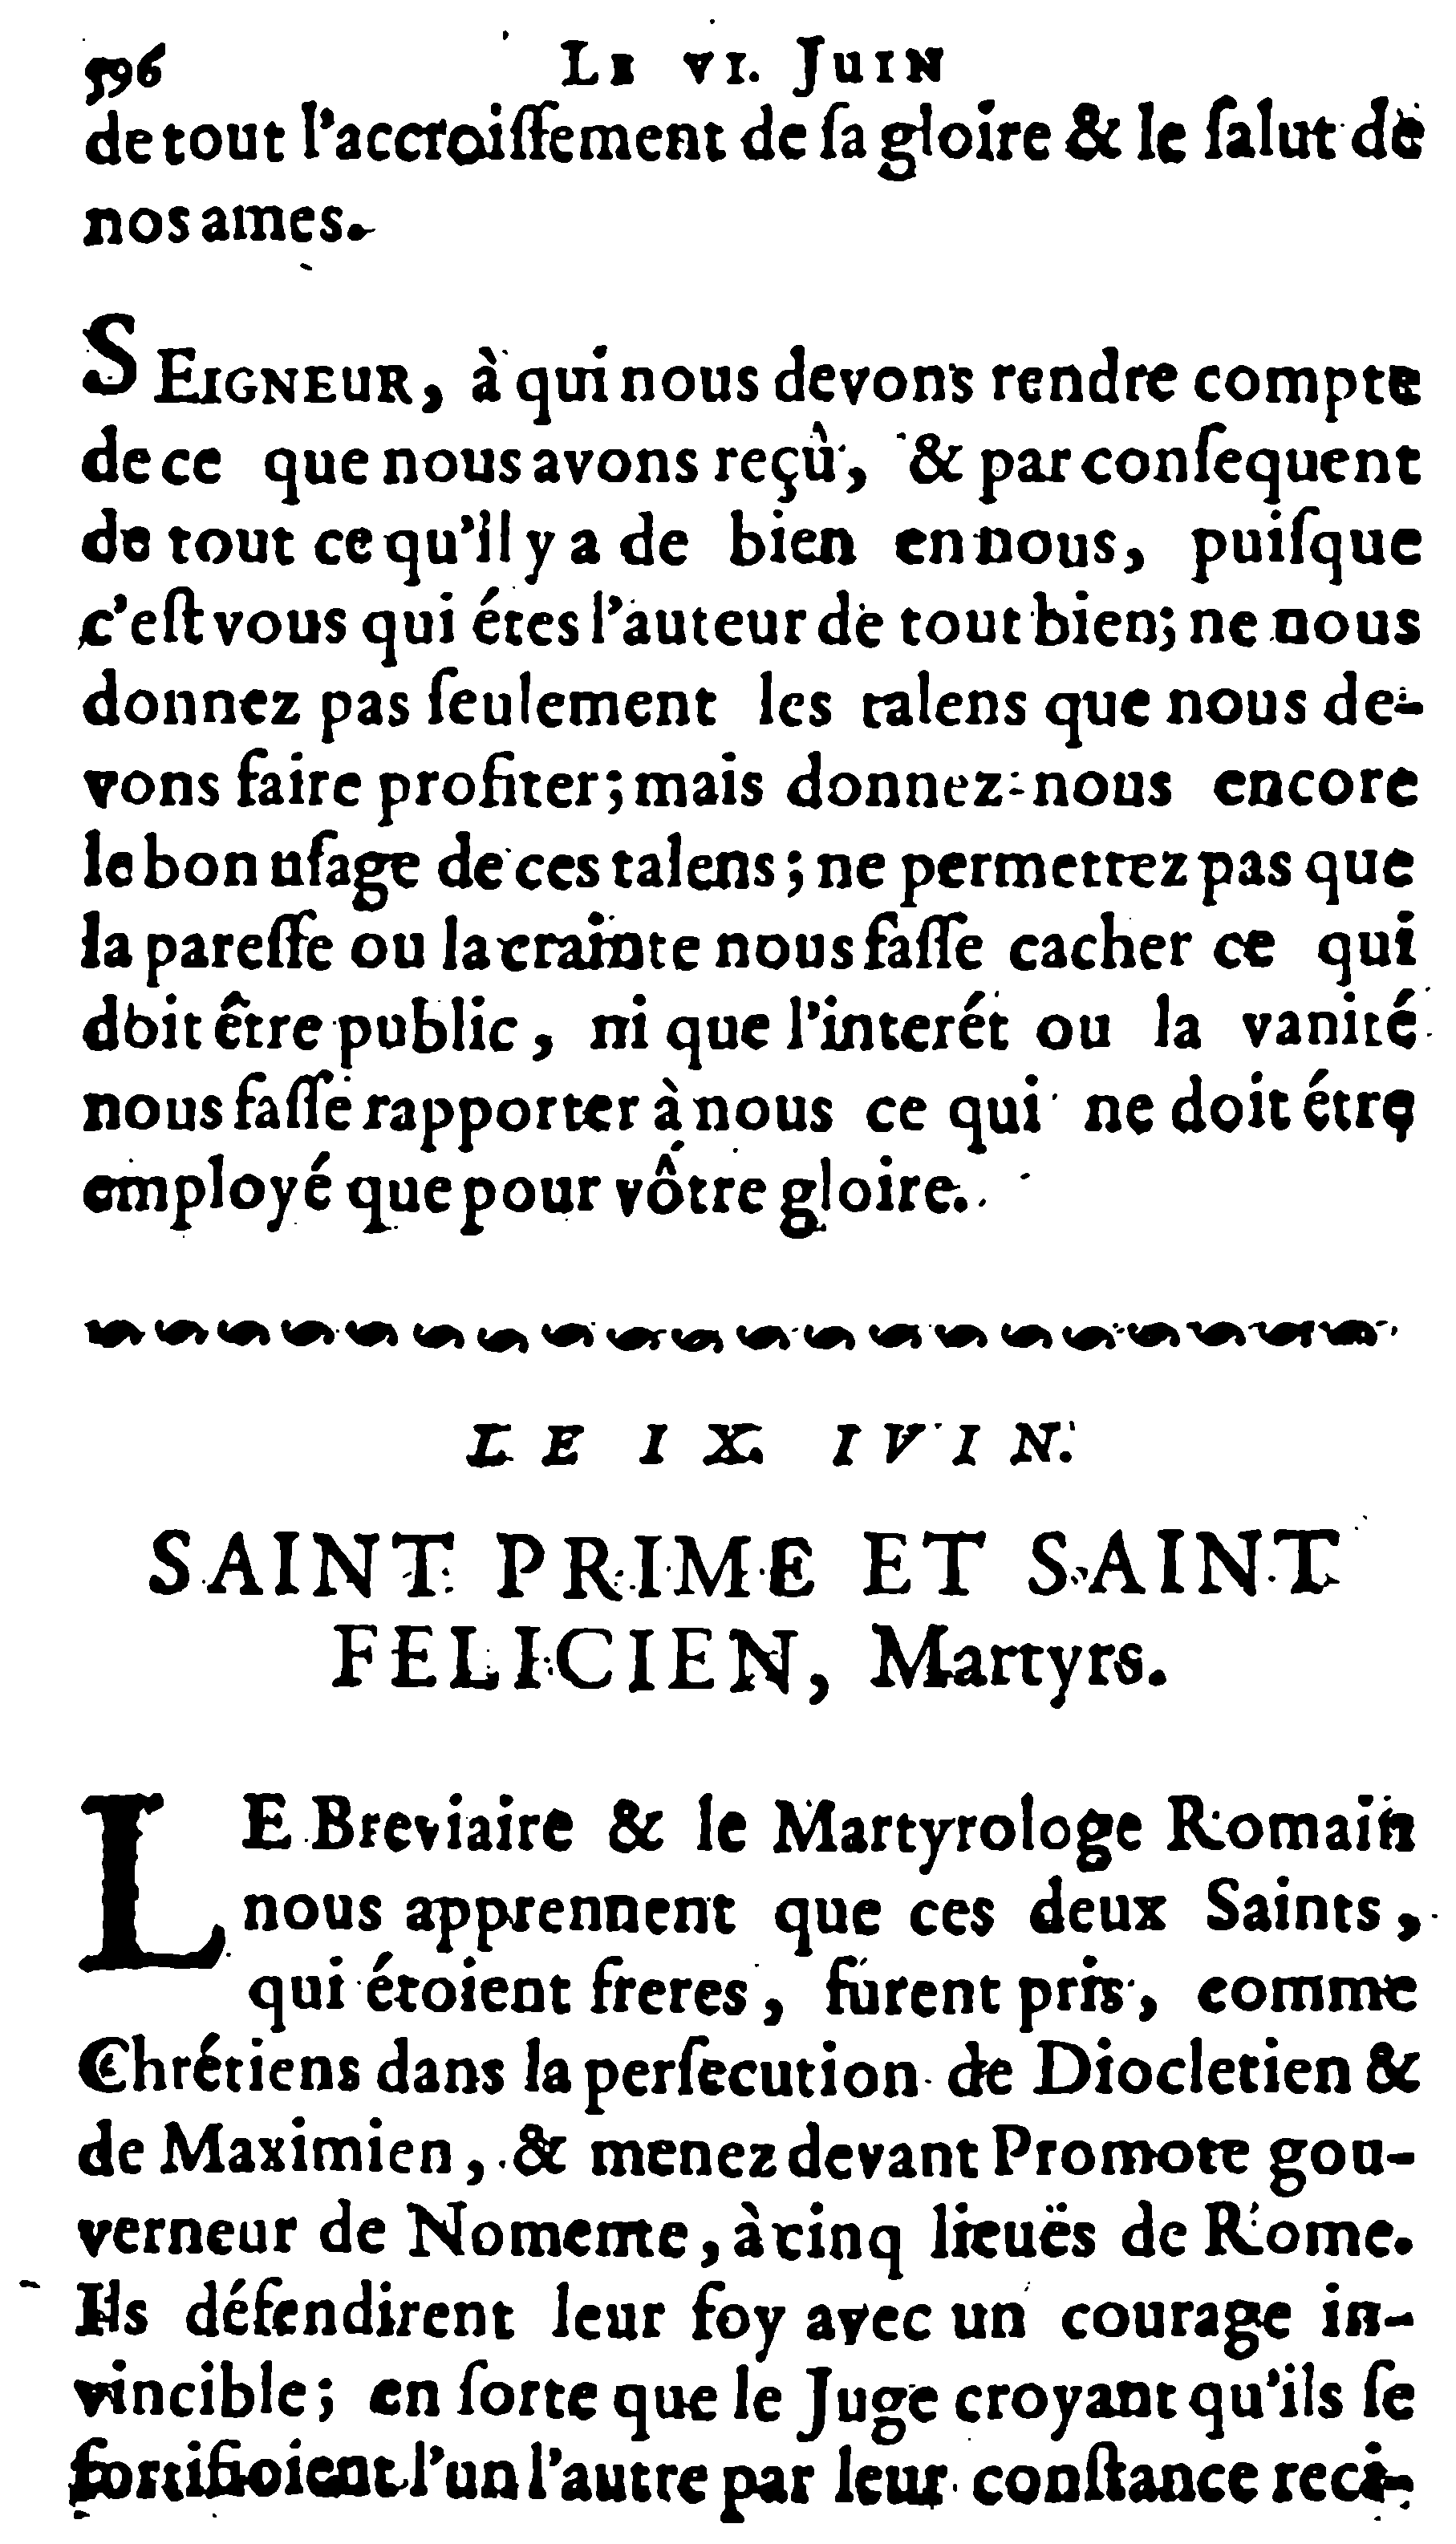 596 LE VI. JUIN
de tout l'accroiſſement de ſa gloire & le ſalut de
nos ames.
SEIGNEUR, à qui nous devons rendre compte
de ce que nous avons reçû, & par conſequent
de tout ce qu'il y a de bien en nous, puiſque
c'eſt vous qui étes l'auteur de tout bien; ne nous
donnez pas ſeulement les talens que nous de-
vons faire profiter; mais donnez-nous encore
le bon uſage de ces talens; ne permettez pas que
la pareſſe ou la crainte nous faſſe cacher ce qui
doit être public, ni que l'interét ou la vanité
nous faſſe rapporter à nous ce qui ne doit étre
employé que pour vôtre gloire.
LE IX. IVIN.
SAINT PRIME ET SAINT
FELICIEN, Martyrs.
LE Breviaire & le Martyrologe Romain
nous apprennent que ces deux Saints,
qui étoient freres, furent pris, comme
Chrétiens dans la perſecution de Diocletien &
de Maximien, & menez devant Promote gou-
verneur de Nomente, à cinq lieuës de Rome.
Ils défendirent leur foy avec un courage in-
vincible; en ſorte que le Juge croyant qu'ils ſe
fortifioient l'un l'autre par leur conſtance reci-